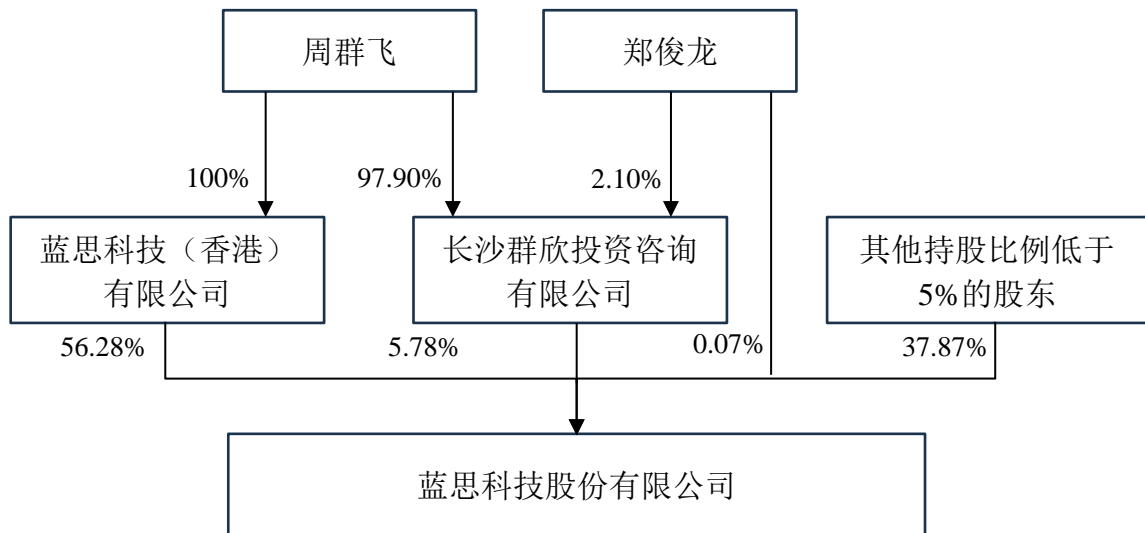 周群飞
郑俊龙
100%
97.90%
2.10%
蓝思科技（香港）
有限公司
长沙群欣投资咨询
有限公司
其他持股比例低于
5%的股东
56.28%
5.78%
0.07%
37.87%
蓝思科技股份有限公司